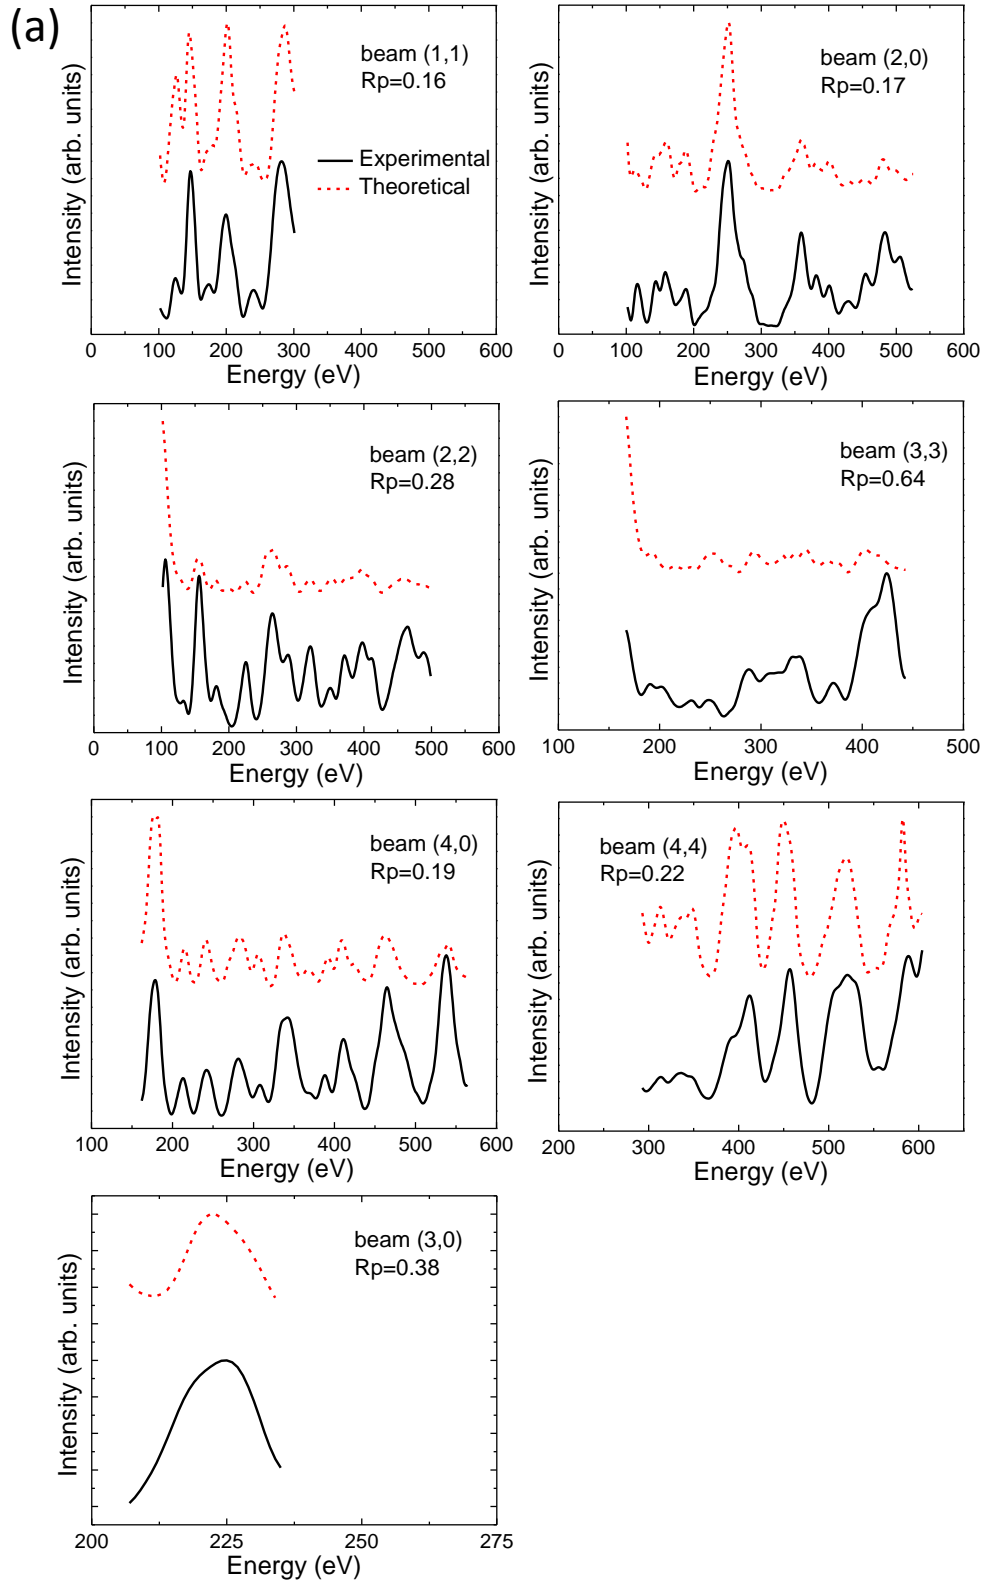 (a)
beam (1,1)
Rp=0.16
Experimental
Theoretical
Intensity (arb. units)
0 100 200 300 400 500 600
Energy (eV)
beam (2,0)
Rp=0.17
Intensity (arb. units)
0 100 200 300 400 500 600
Energy (eV)
beam (2,2)
Rp=0.28
Intensity (arb. units)
0 100 200 300 400 500 600
Energy (eV)
beam (3,3)
Rp=0.64
Intensity (arb. units)
100 200 300 400 500
Energy (eV)
beam (4,0)
Rp=0.19
Intensity (arb. units)
100 200 300 400 500 600
Energy (eV)
beam (4,4)
Rp=0.22
Intensity (arb. units)
200 300 400 500 600
Energy (eV)
beam (3,0)
Rp=0.38
Intensity (arb. units)
200 225 250 275
Energy (eV)